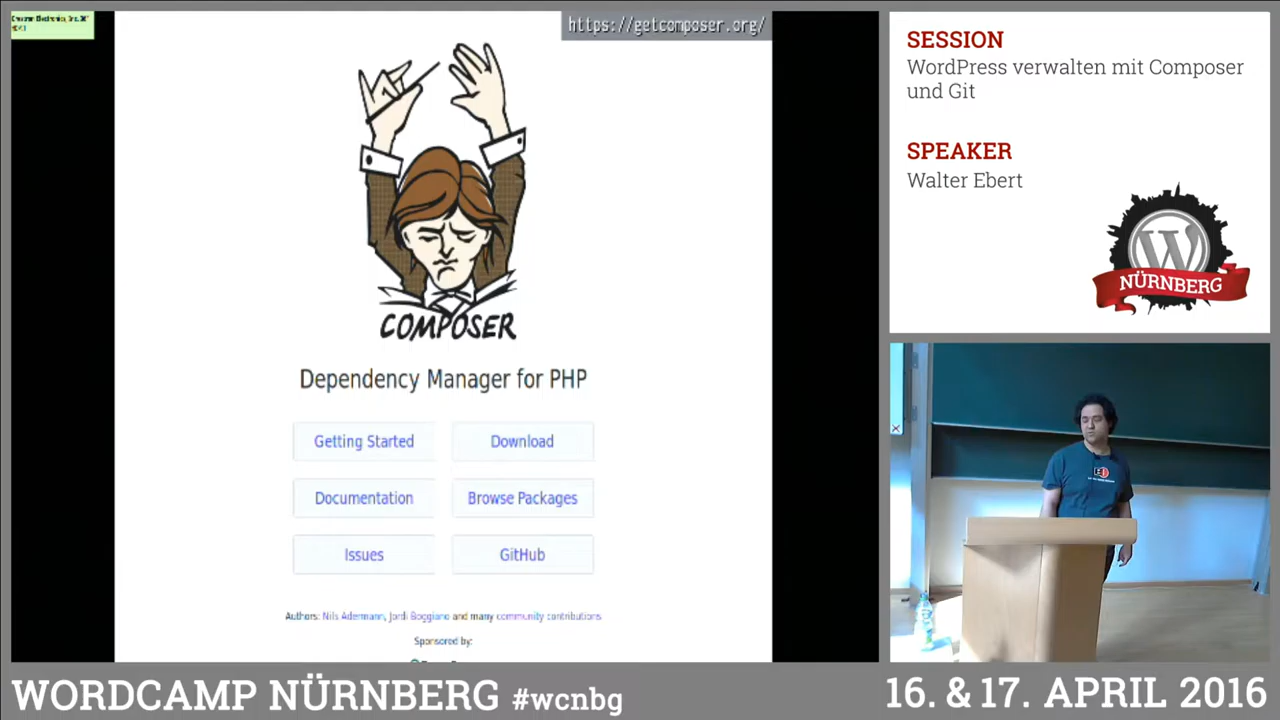 https://getcomposer.org/
COMPOSER
Dependency Manager for PHP
Getting Started
Download
Documentation
Browse Packages
Issues
GitHub
Authors: Nils Adermann, Jordi Boggiano and many community contributions
Sponsored by:
SESSION
WordPress verwalten mit Composer
und Git
SPEAKER
Walter Ebert
W
NÜRNBERG
WORDCAMP NÜRNBERG #wcnbg
16. & 17. APRIL 2016